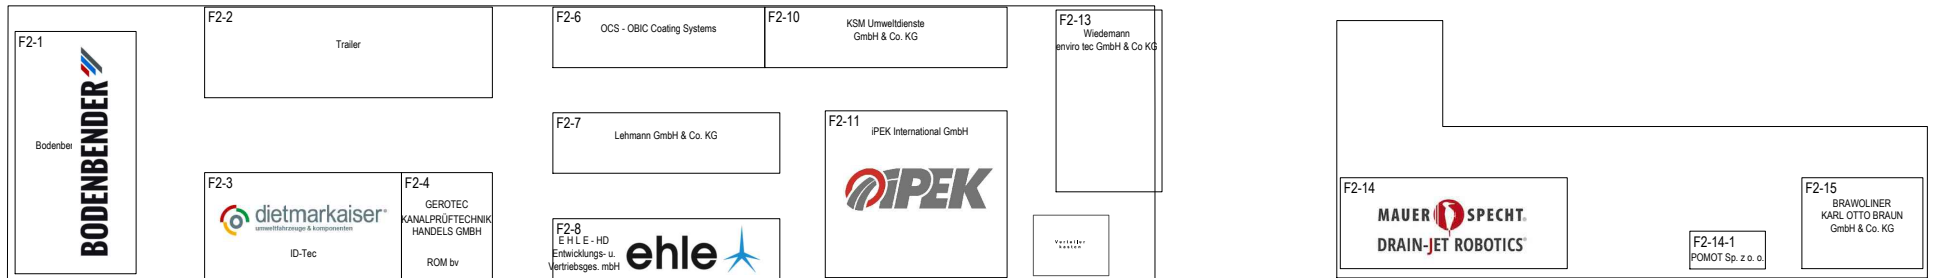 F2-1
Bodenbe
BODENBENDER
F2-2
Trailer
F2-3
dietmarkaiser
umweltfahrzeuge & komponenten
ID-Tec
F2-4
GEROTEC
KANALPRÜFTECHNIK
HANDELS GMBH
ROM bv
F2-6
OCS - OBIC Coating Systems
F2-10
KSM Umweltdienste
GmbH & Co. KG
F2-7
Lehmann GmbH & Co. KG
F2-8
E H L E - HD
Entwicklungs- u.
Vertriebsges. mbH
ehle
F2-11
iPEK International GmbH
iPEK
F2-13
Wiedemann
enviro tec GmbH & Co KG
Verteiler
kasten
F2-14
MAUER SPECHT
DRAIN-JET ROBOTICS
F2-14-1
POMOT Sp. z o. o.
F2-15
BRAWOLINER
KARL OTTO BRAUN
GmbH & Co. KG